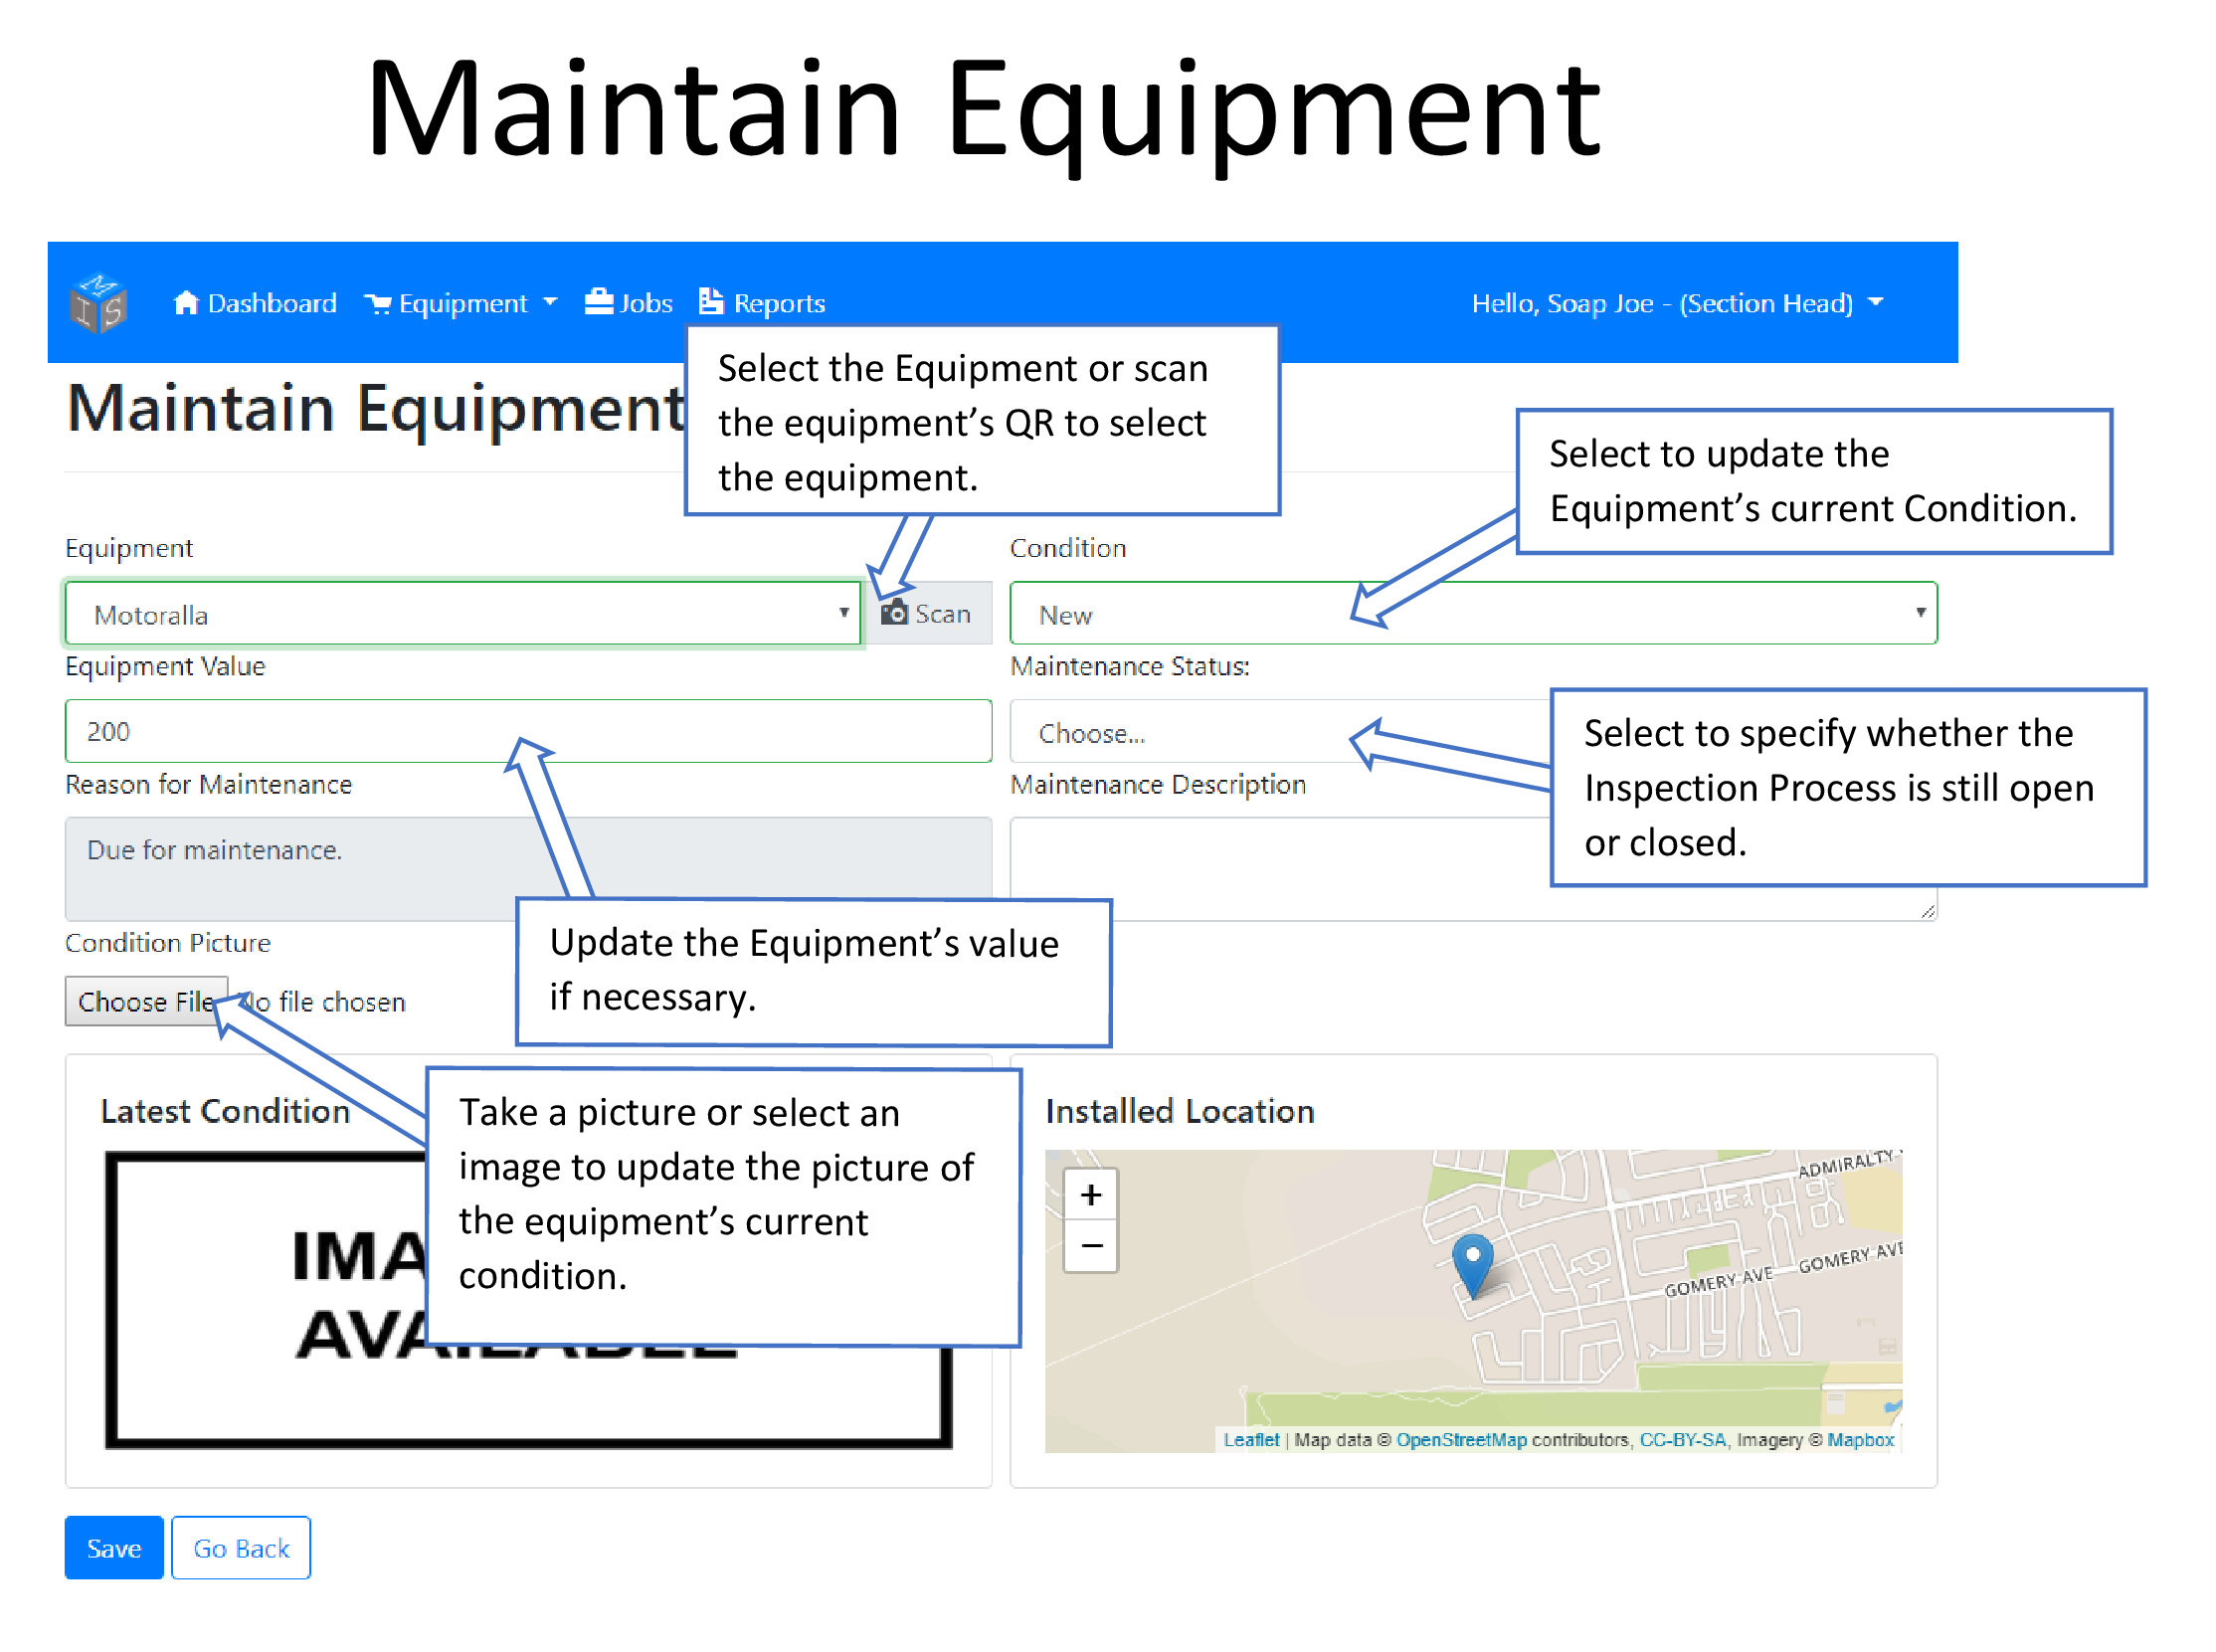 Maintain Equipment
M I S
Dashboard Equipment Jobs Reports Hello, Soap Joe - (Section Head)
Maintain Equipment
Select the Equipment or scan
the equipment's QR to select
the equipment.
Select to update the
Equipment's current Condition.
Equipment
Condition
Motoralla
Scan
New
Equipment Value
Maintenance Status:
200
Choose...
Select to specify whether the
Inspection Process is still open
or closed.
Reason for Maintenance
Maintenance Description
Due for maintenance.
Update the Equipment's value
if necessary.
Condition Picture
Choose File No file chosen
Take a picture or select an
image to update the picture of
the equipment's current
condition.
Latest Condition
Installed Location
+
−
ADMIRALTY
GOMERY AVE
GOMERY AVE
Leaflet | Map data © OpenStreetMap contributors, CC-BY-SA, Imagery © Mapbox
Save Go Back